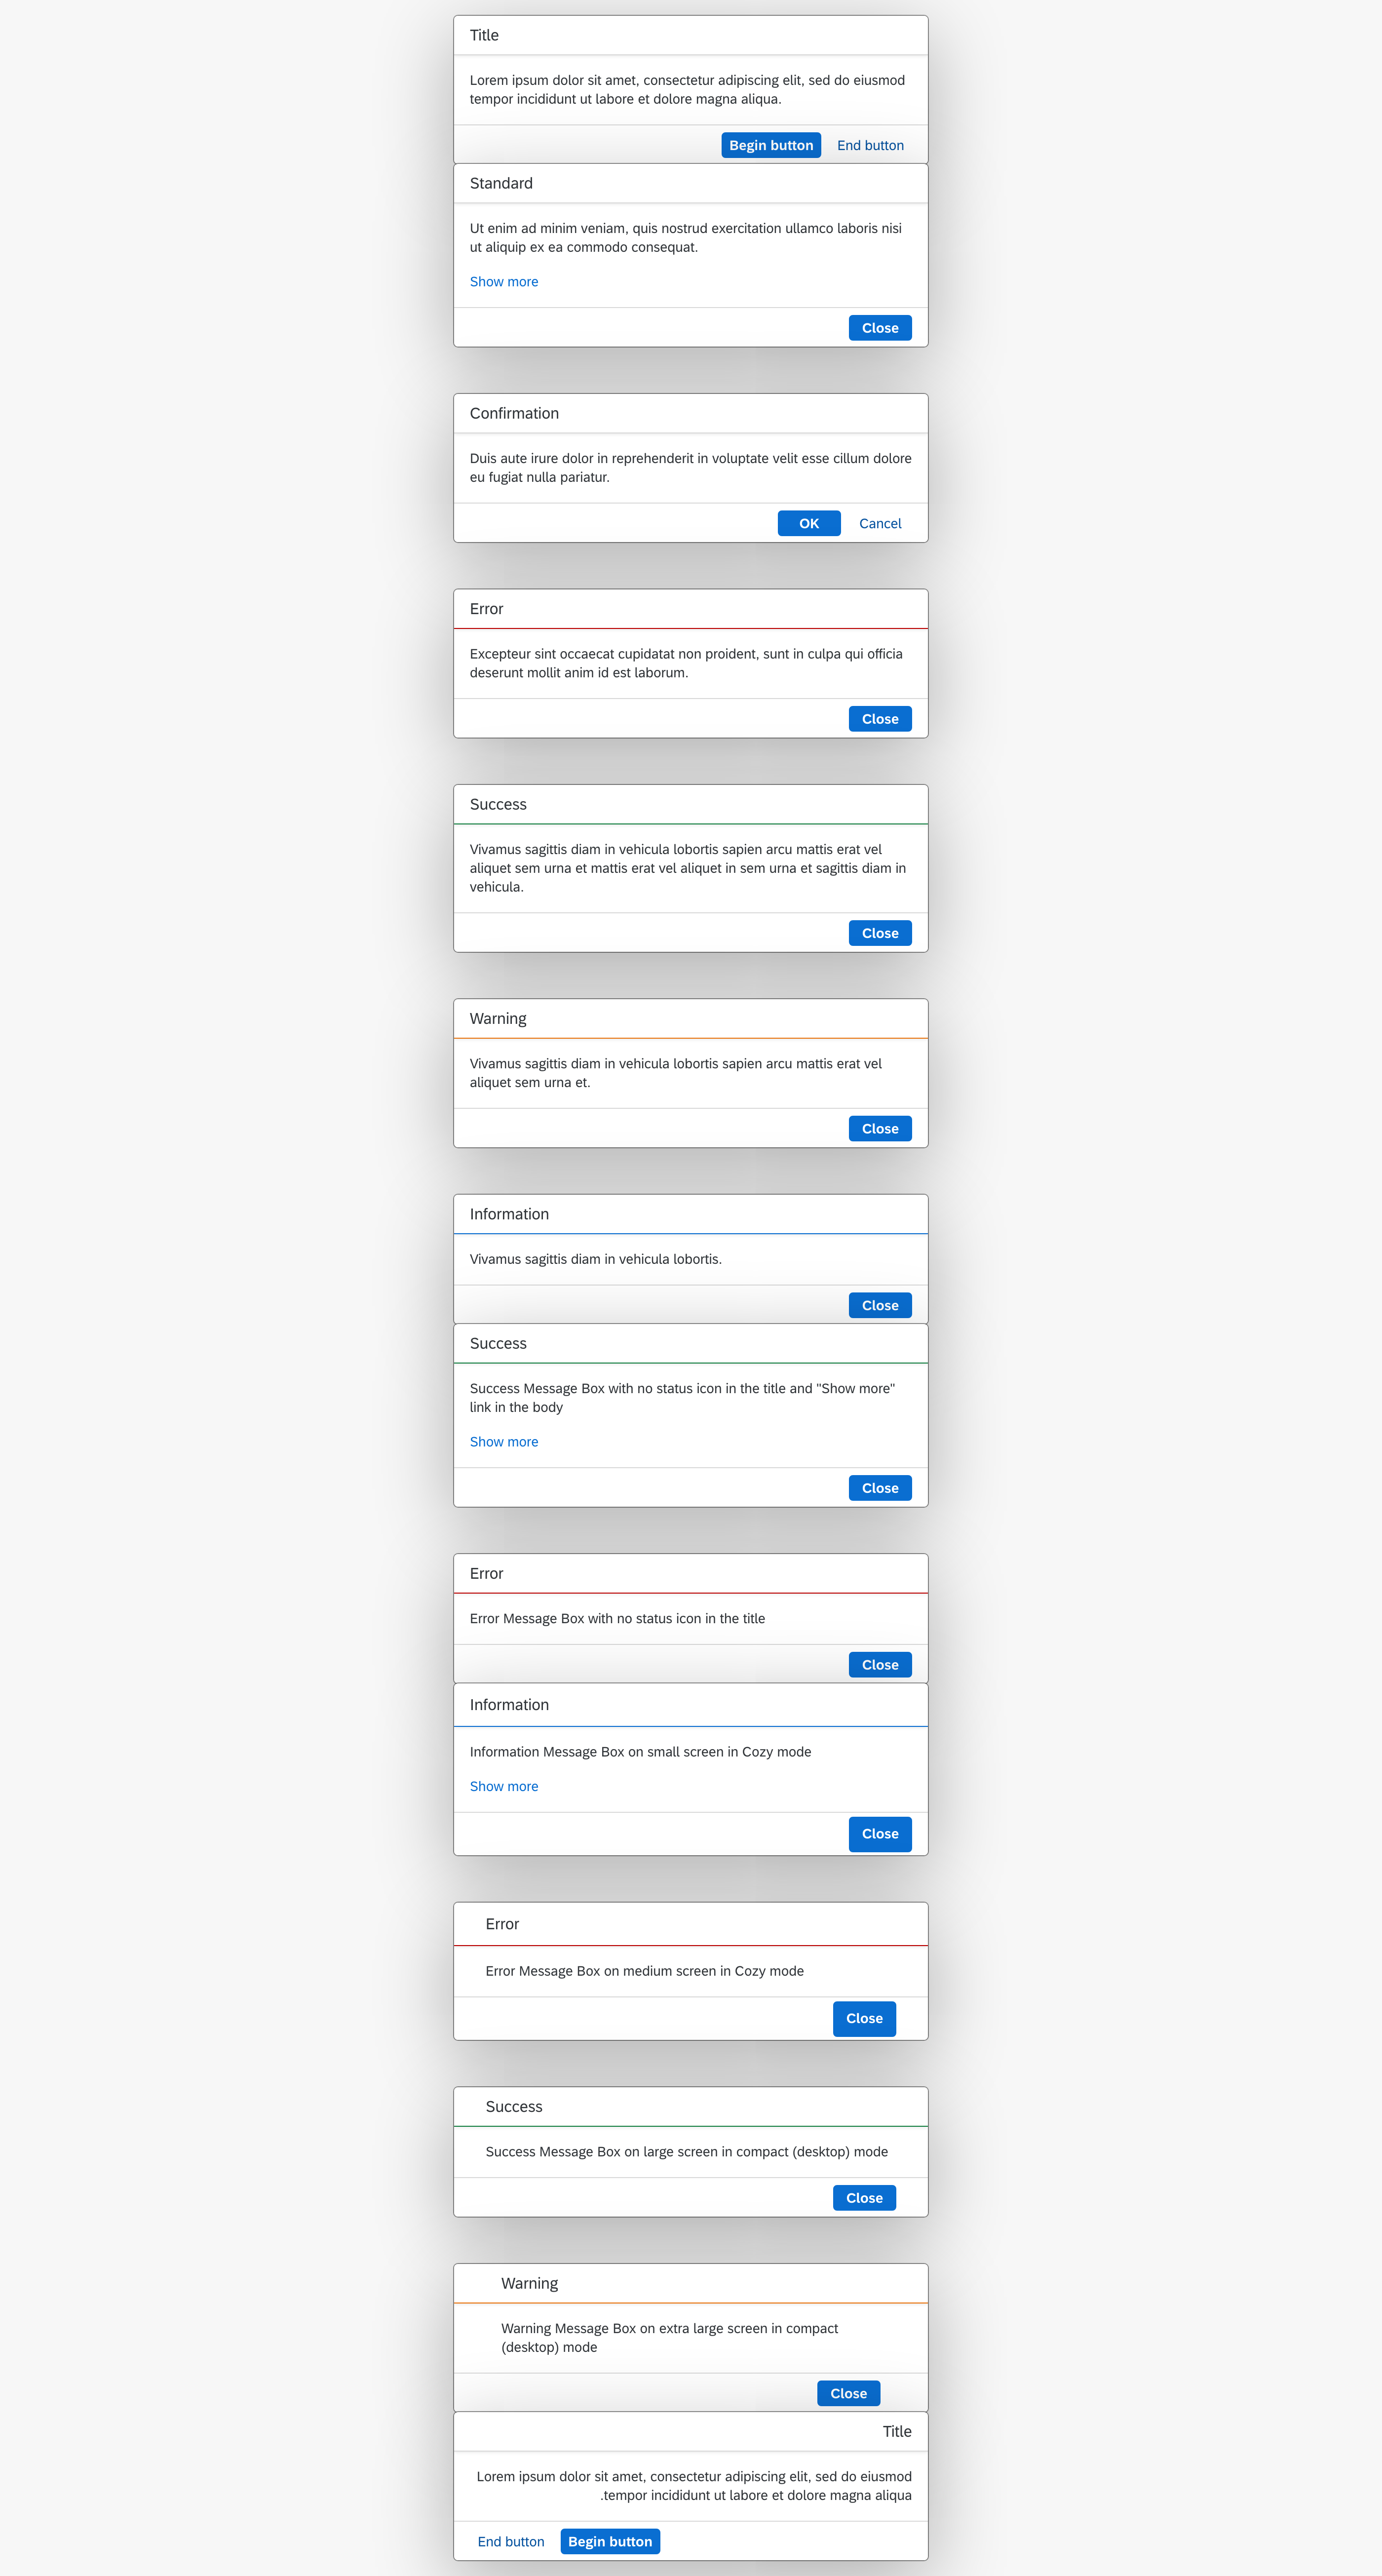 Title
Lorem ipsum dolor sit amet, consectetur adipiscing elit, sed do eiusmod
tempor incididunt ut labore et dolore magna aliqua.
Begin button End button
Standard
Ut enim ad minim veniam, quis nostrud exercitation ullamco laboris nisi
ut aliquip ex ea commodo consequat.
Show more
Close
Confirmation
Duis aute irure dolor in reprehenderit in voluptate velit esse cillum dolore
eu fugiat nulla pariatur.
OK Cancel
Error
Excepteur sint occaecat cupidatat non proident, sunt in culpa qui officia
deserunt mollit anim id est laborum.
Close
Success
Vivamus sagittis diam in vehicula lobortis sapien arcu mattis erat vel
aliquet sem urna et mattis erat vel aliquet in sem urna et sagittis diam in
vehicula.
Close
Warning
Vivamus sagittis diam in vehicula lobortis sapien arcu mattis erat vel
aliquet sem urna et.
Close
Information
Vivamus sagittis diam in vehicula lobortis.
Close
Success
Success Message Box with no status icon in the title and "Show more"
link in the body
Show more
Close
Error
Error Message Box with no status icon in the title
Close
Information
Information Message Box on small screen in Cozy mode
Show more
Close
Error
Error Message Box on medium screen in Cozy mode
Close
Success
Success Message Box on large screen in compact (desktop) mode
Close
Warning
Warning Message Box on extra large screen in compact
(desktop) mode
Close
Title
Lorem ipsum dolor sit amet, consectetur adipiscing elit, sed do eiusmod
.tempor incididunt ut labore et dolore magna aliqua
End button Begin button